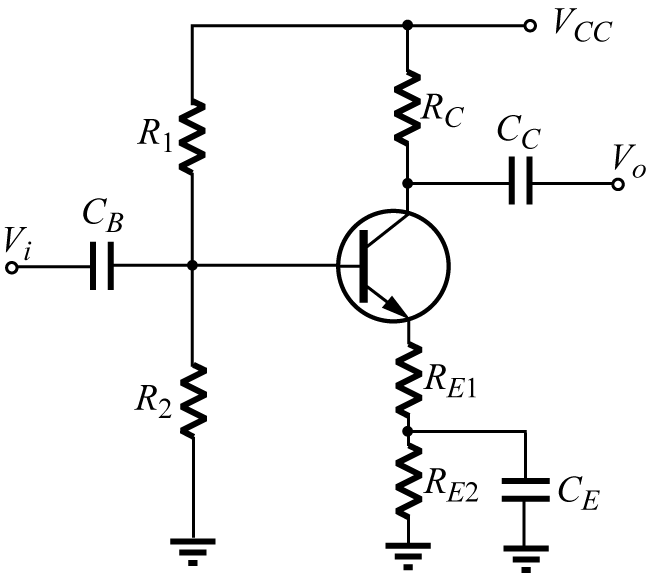 V_CC
R_C
R_1
C_C
V_o
C_B
V_i
R_E1
R_2
R_E2
C_E